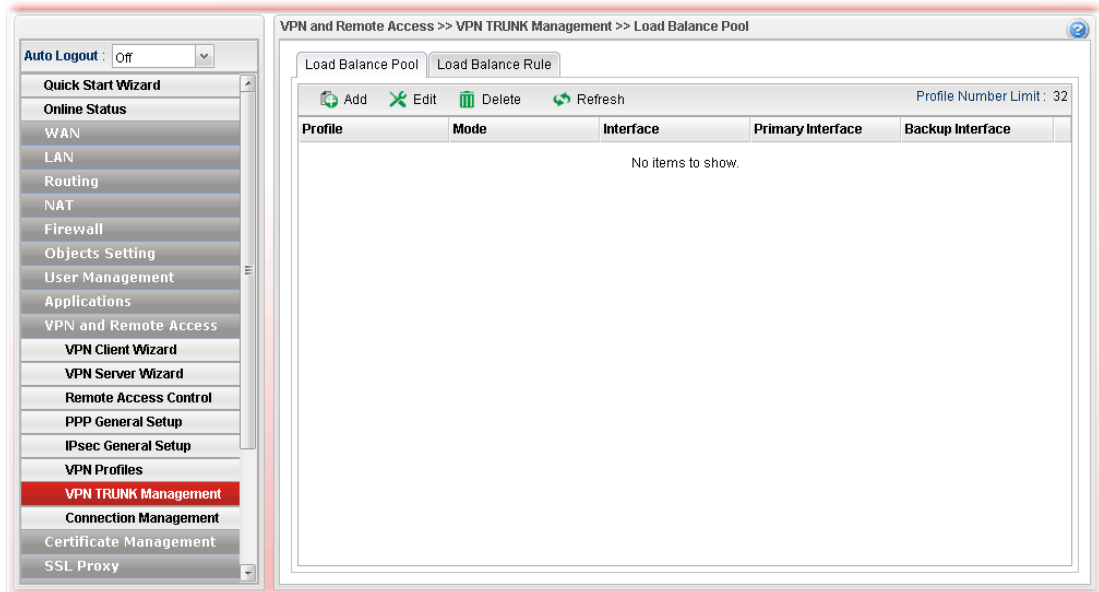 VPN and Remote Access >> VPN TRUNK Management >> Load Balance Pool
Auto Logout : Off
Quick Start Wizard
Online Status
WAN
LAN
Routing
NAT
Firewall
Objects Setting
User Management
Applications
VPN and Remote Access
VPN Client Wizard
VPN Server Wizard
Remote Access Control
PPP General Setup
IPsec General Setup
VPN Profiles
VPN TRUNK Management
Connection Management
Certificate Management
SSL Proxy
Load Balance Pool Load Balance Rule
Add Edit Delete Refresh Profile Number Limit : 32
Profile Mode Interface Primary Interface Backup Interface
No items to show.